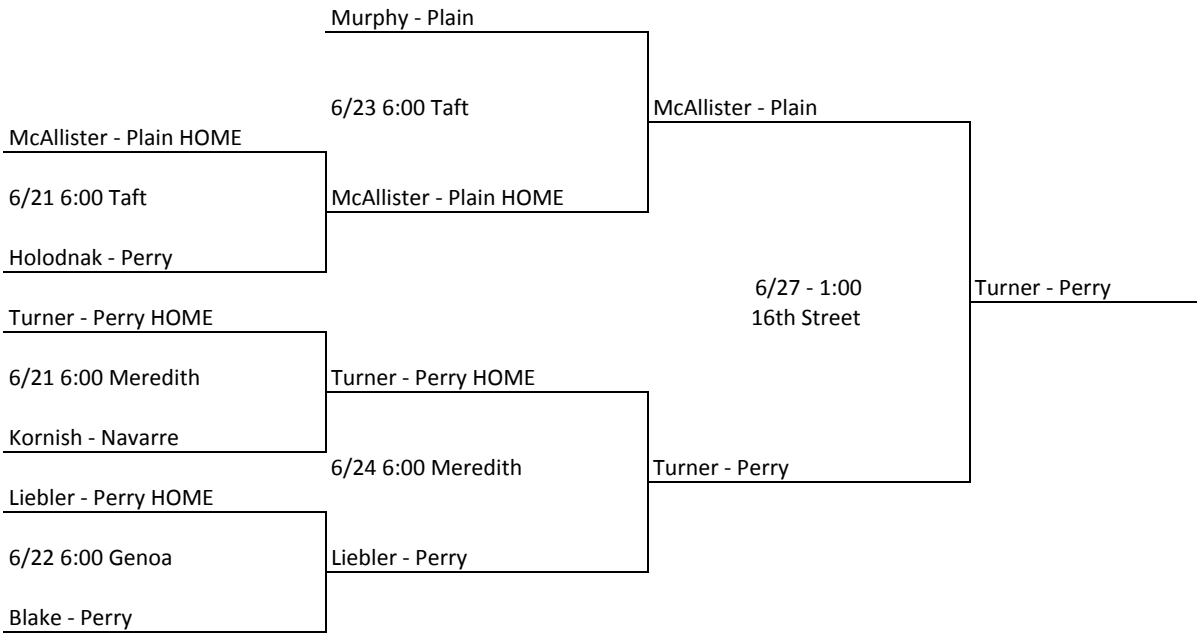 Murphy - Plain
6/23 6:00 Taft
McAllister - Plain
McAllister - Plain HOME
6/21 6:00 Taft
McAllister - Plain HOME
Holodnak - Perry
6/27 - 1:00
16th Street
Turner - Perry
Turner - Perry HOME
6/21 6:00 Meredith
Turner - Perry HOME
Kornish - Navarre
6/24 6:00 Meredith
Turner - Perry
Liebler - Perry HOME
6/22 6:00 Genoa
Liebler - Perry
Blake - Perry